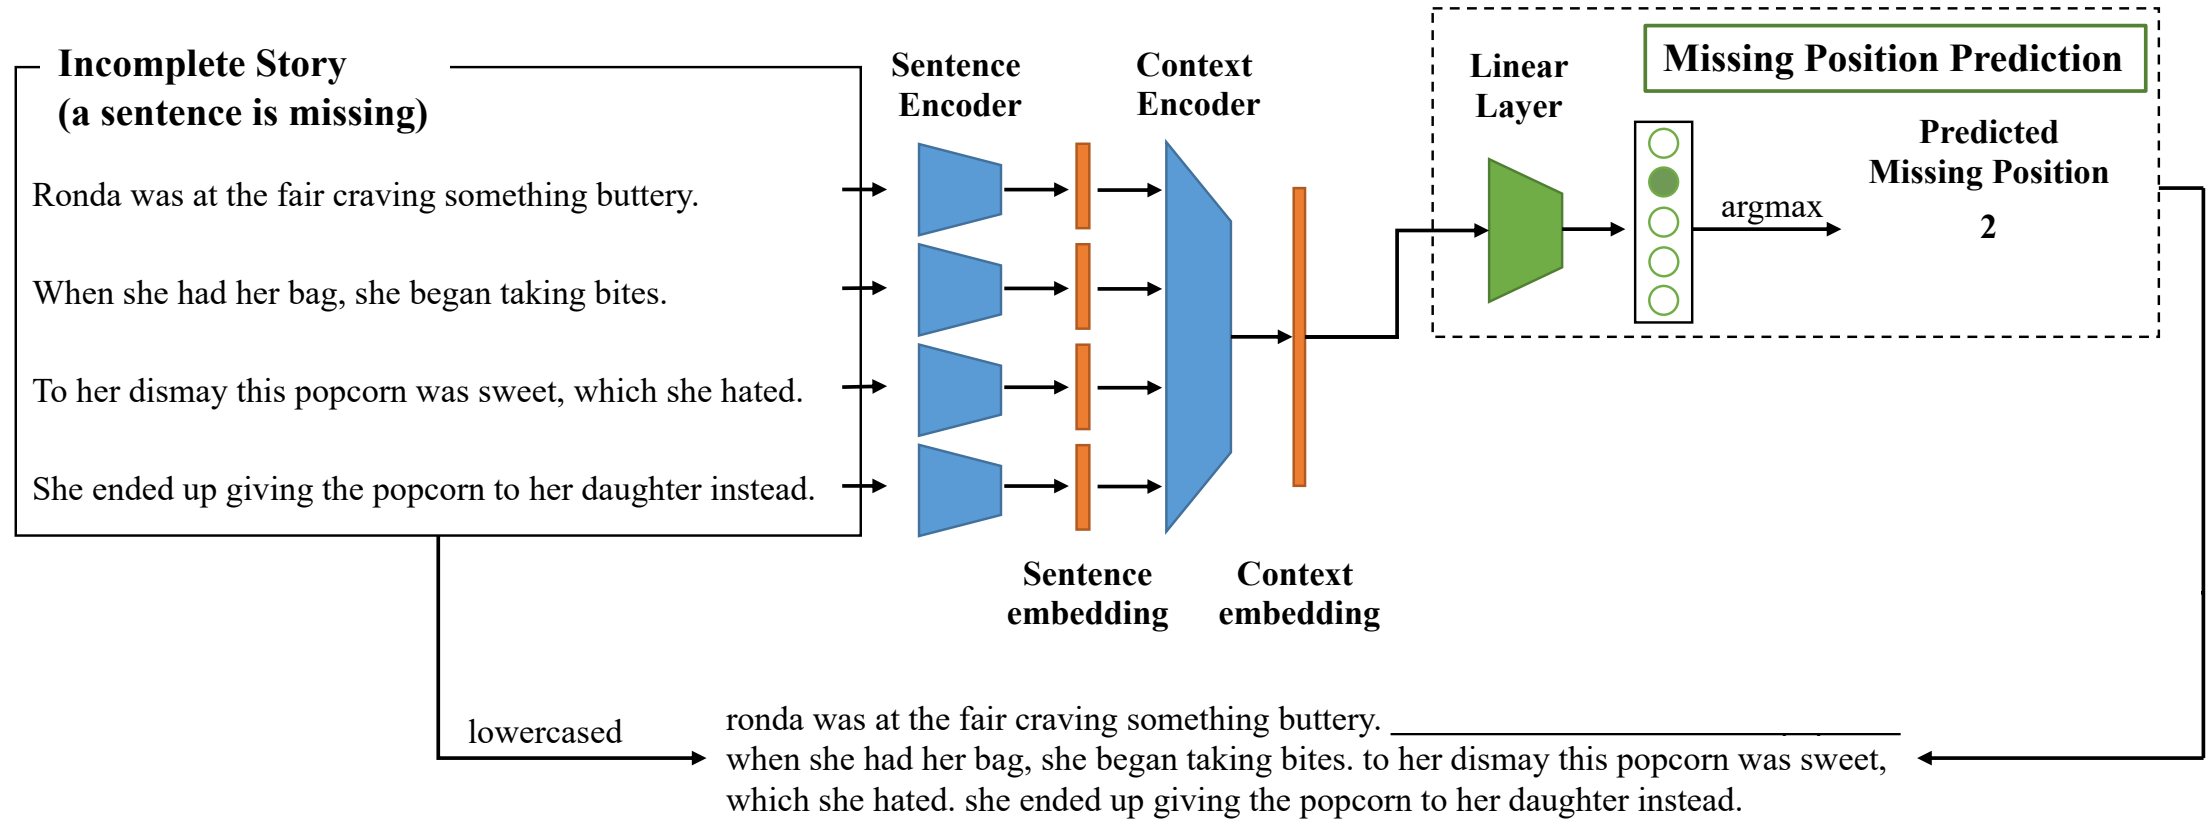 Incomplete Story
(a sentence is missing)
Ronda was at the fair craving something buttery.
When she had her bag, she began taking bites.
To her dismay this popcorn was sweet, which she hated.
She ended up giving the popcorn to her daughter instead.
Sentence
Encoder
Context
Encoder
Sentence
embedding
Context
embedding
Linear
Layer
Missing Position Prediction
argmax
Predicted
Missing Position
2
lowercased
ronda was at the fair craving something buttery.
when she had her bag, she began taking bites. to her dismay this popcorn was sweet,
which she hated. she ended up giving the popcorn to her daughter instead.